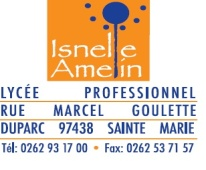 Isnelle
Amelin
LYCÉE PROFESSIONNEL
RUE MARCEL GOULETTE
DUPARC 97438 SAINTE MARIE
Tél: 0262 93 17 00 • Fax: 0262 53 71 57